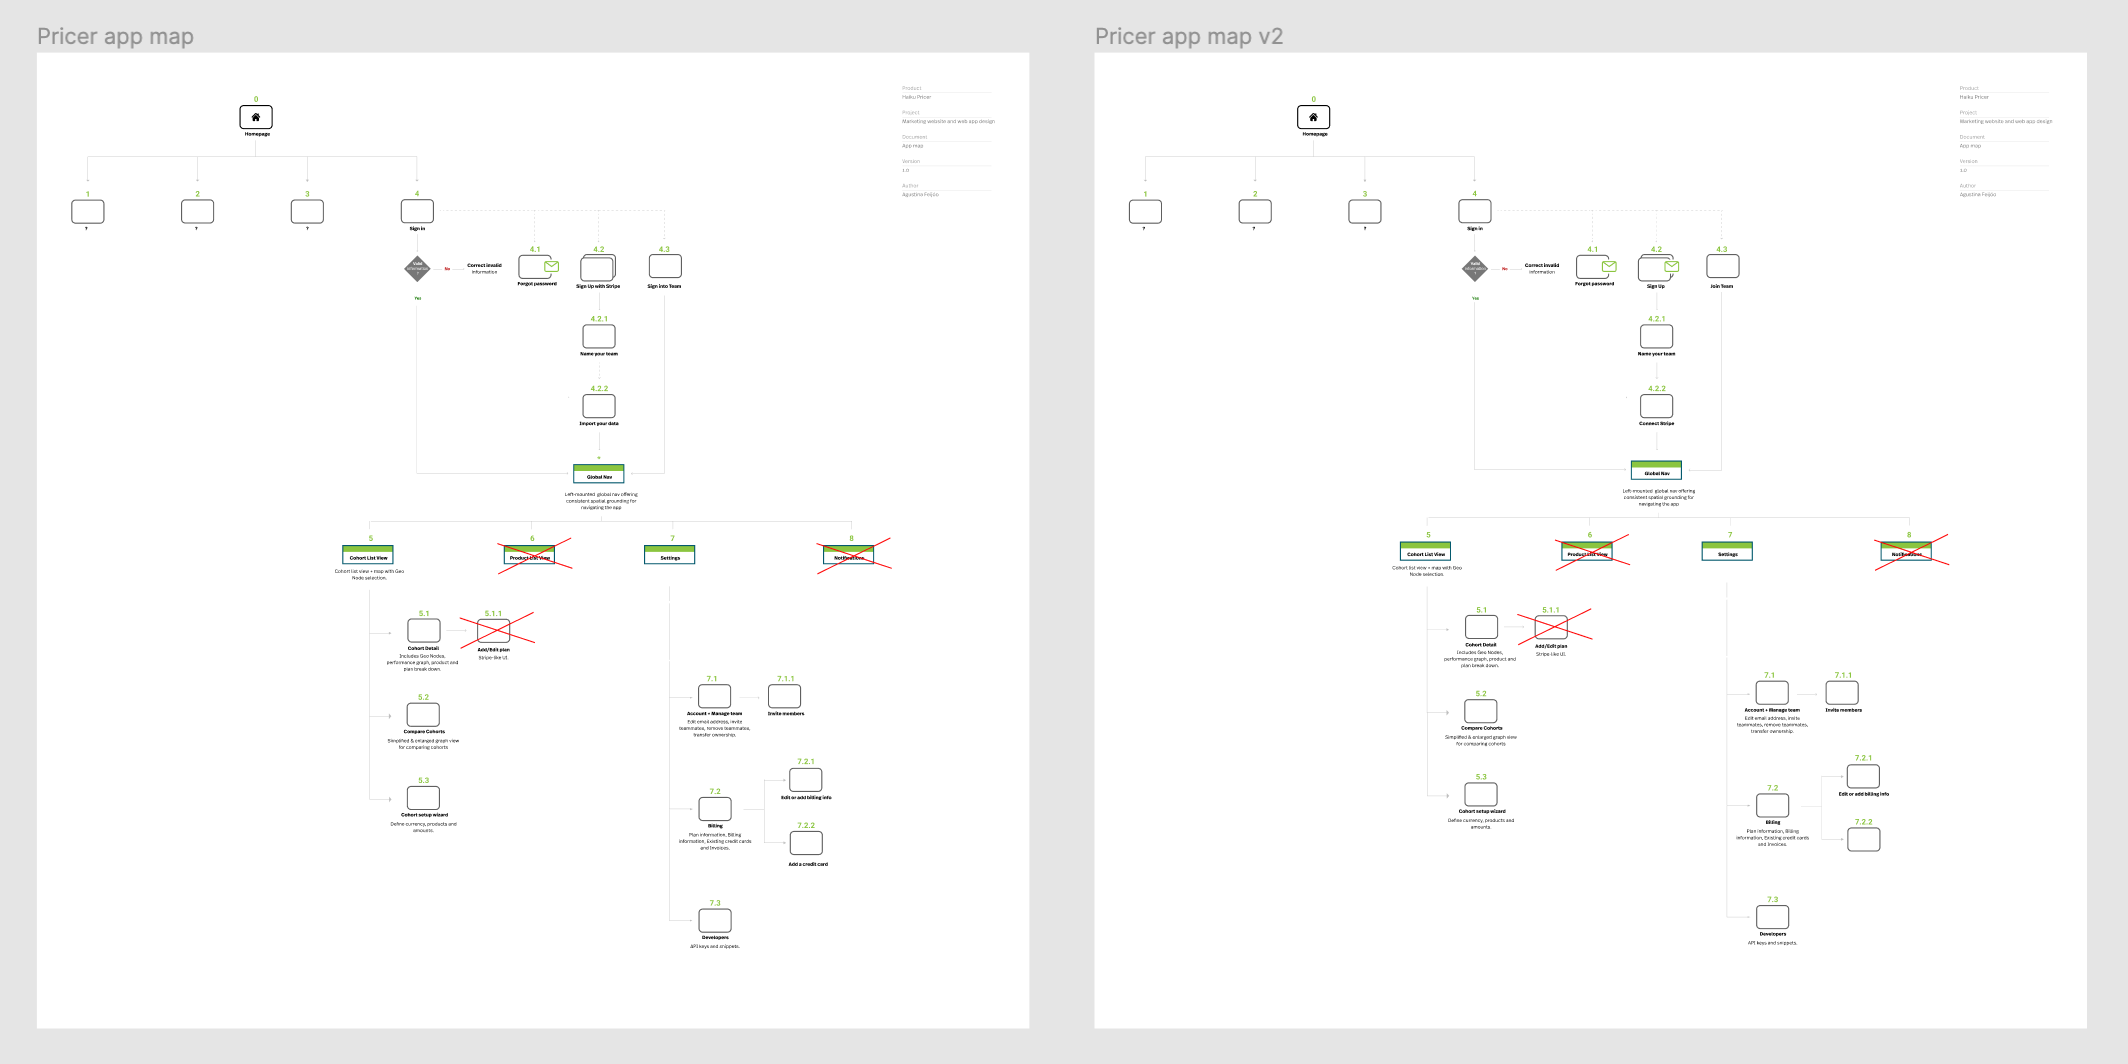 Pricer app map
0
Homepage
Product
Haiku Pricer
Project
Marketing website and web app design
Document
App map
Version
1.0
Author
Agustine Feijóo
1
?
2
?
3
?
4
Sign in
Valid
information
?
No
Yes
Correct invalid
information
4.1
Forgot password
4.2
Sign Up with Stripe
4.3
Sign into Team
4.2.1
Name your team
4.2.2
Import your data
Global Nav
Left-mounted global nav offering
consistent spatial grounding for
navigating the app
5
Cohort List View
Cohort list view + map with Geo
Node selection.
6
Product List View
7
Settings
8
Notifications
5.1
Cohort Detail
Includes Geo Nodes,
performance graph, product and
plan break down.
5.1.1
Add/Edit plan
Stripe-like UI.
5.2
Compare Cohorts
Simplified & enlarged graph view
for comparing cohorts
5.3
Cohort setup wizard
Define currency, products and
amounts.
7.1
Account + Manage team
Edit email address, invite
teammates, remove teammates,
transfer ownership.
7.1.1
Invite members
7.2
Billing
Plan information, Billing
information, Existing credit cards
and Invoices.
7.2.1
Edit or add billing info
7.2.2
Add a credit card
7.3
Developers
API keys and snippets.
Pricer app map v2
0
Homepage
Product
Haiku Pricer
Project
Marketing website and web app design
Document
App map
Version
1.0
Author
Agustine Feijóo
1
?
2
?
3
?
4
Sign in
Valid
information
?
No
Yes
Correct invalid
information
4.1
Forgot password
4.2
Sign Up
4.3
Join Team
4.2.1
Name your team
4.2.2
Connect Stripe
Global Nav
Left-mounted global nav offering
consistent spatial grounding for
navigating the app
5
Cohort List View
Cohort list view + map with Geo
Node selection.
6
Product List View
7
Settings
8
Notifications
5.1
Cohort Detail
Includes Geo Nodes,
performance graph, product and
plan break down.
5.1.1
Add/Edit plan
Stripe-like UI.
5.2
Compare Cohorts
Simplified & enlarged graph view
for comparing cohorts
5.3
Cohort setup wizard
Define currency, products and
amounts.
7.1
Account + Manage team
Edit email address, invite
teammates, remove teammates,
transfer ownership.
7.1.1
Invite members
7.2
Billing
Plan information, Billing
information, Existing credit cards
and Invoices.
7.2.1
Edit or add billing info
7.2.2
7.3
Developers
API keys and snippets.